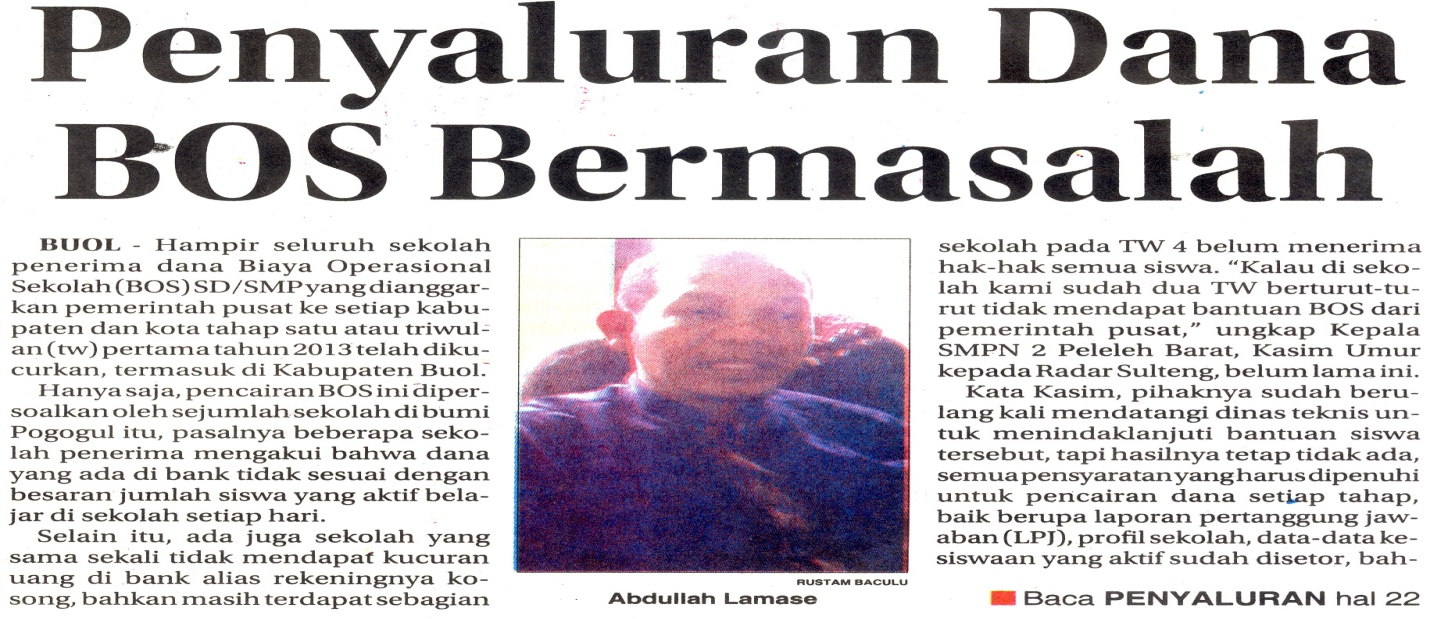 Penyaluran Dana
BOS Bermasalah
BUOL - Hampir seluruh sekolah
penerima dana Biaya Operasional
Sekolah (BOS) SD/SMP yang dianggar-
kan pemerintah pusat ke setiap kabu-
paten dan kota tahap satu atau triwul-
an (tw) pertama tahun 2013 telah diku-
curkan, termasuk di Kabupaten Buol.
Hanya saja, pencairan BOS ini diper-
soalkan oleh sejumlah sekolah di bumi
Pogogul itu, pasalnya beberapa seko-
lah penerima mengakui bahwa dana
yang ada di bank tidak sesuai dengan
besaran jumlah siswa yang aktif bela-
jar di sekolah setiap hari.
Selain itu, ada juga sekolah yang
sama sekali tidak mendapat kucuran
uang di bank alias rekeningnya ko-
song, bahkan masih terdapat sebagian
RUSTAM BACULU
Abdullah Lamase
sekolah pada TW 4 belum menerima
hak-hak semua siswa. “Kalau di seko-
lah kami sudah dua TW berturut-tu-
rut tidak mendapat bantuan BOS dari
pemerintah pusat,” ungkap Kepala
SMPN 2 Peleleh Barat, Kasim Umur
kepada Radar Sulteng, belum lama ini.
Kata Kasim, pihaknya sudah beru-
lang kali mendatangi dinas teknis un-
tuk menindaklanjuti bantuan siswa
tersebut, tapi hasilnya tetap tidak ada,
semua pensyaratan yang harus dipenuhi
untuk pencairan dana setiap tahap,
baik berupa laporan pertanggung jaw-
aban (LPJ), profil sekolah, data-data ke-
siswaan yang aktif sudah disetor, bah-
Baca PENYALURAN hal 22